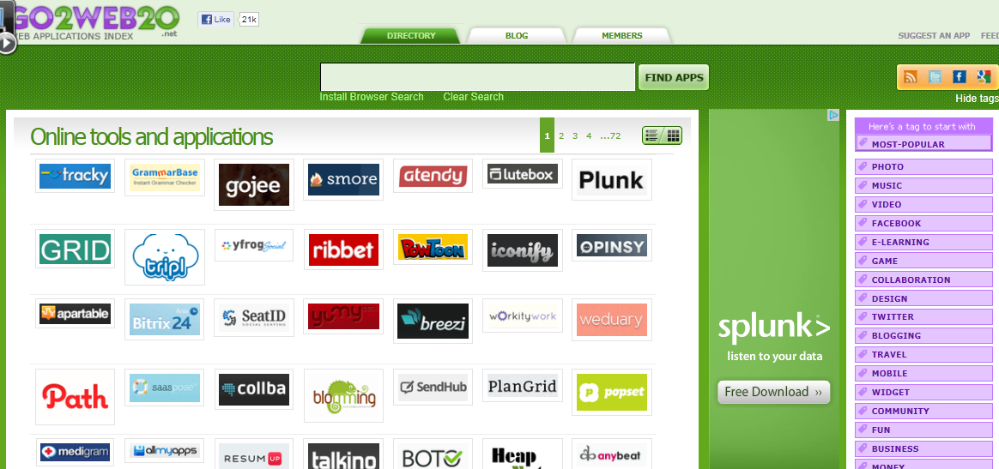 GO2WEB20
.net
WEB APPLICATIONS INDEX
Like 21k
DIRECTORY BLOG MEMBERS
SUGGEST AN APP
FIND APPS
Install Browser Search Clear Search
Hide tags
Online tools and applications
1 2 3 4 ...72
tracky
GrammarBase
Instant Grammar Checker
gojee
smore
atendy
lutebox
Plunk
GRID
tripl
yfrog Social
ribbet
PowToon
iconify
OPINSY
apartable
Bitrix24
SeatID
SOCIAL SEATING
yumy
breezi
workitywork
weduary
Path
saaspose
collba
blogming
SendHub
PlanGrid
popset
medigram
allmyapps
RESUMUP
talking
BOTO
Heap
anybeat
splunk>
listen to your data
Free Download ››
Here's a tag to start with
MOST-POPULAR
PHOTO
MUSIC
VIDEO
FACEBOOK
E-LEARNING
GAME
COLLABORATION
DESIGN
TWITTER
BLOGGING
TRAVEL
MOBILE
WIDGET
COMMUNITY
FUN
BUSINESS
MONEY